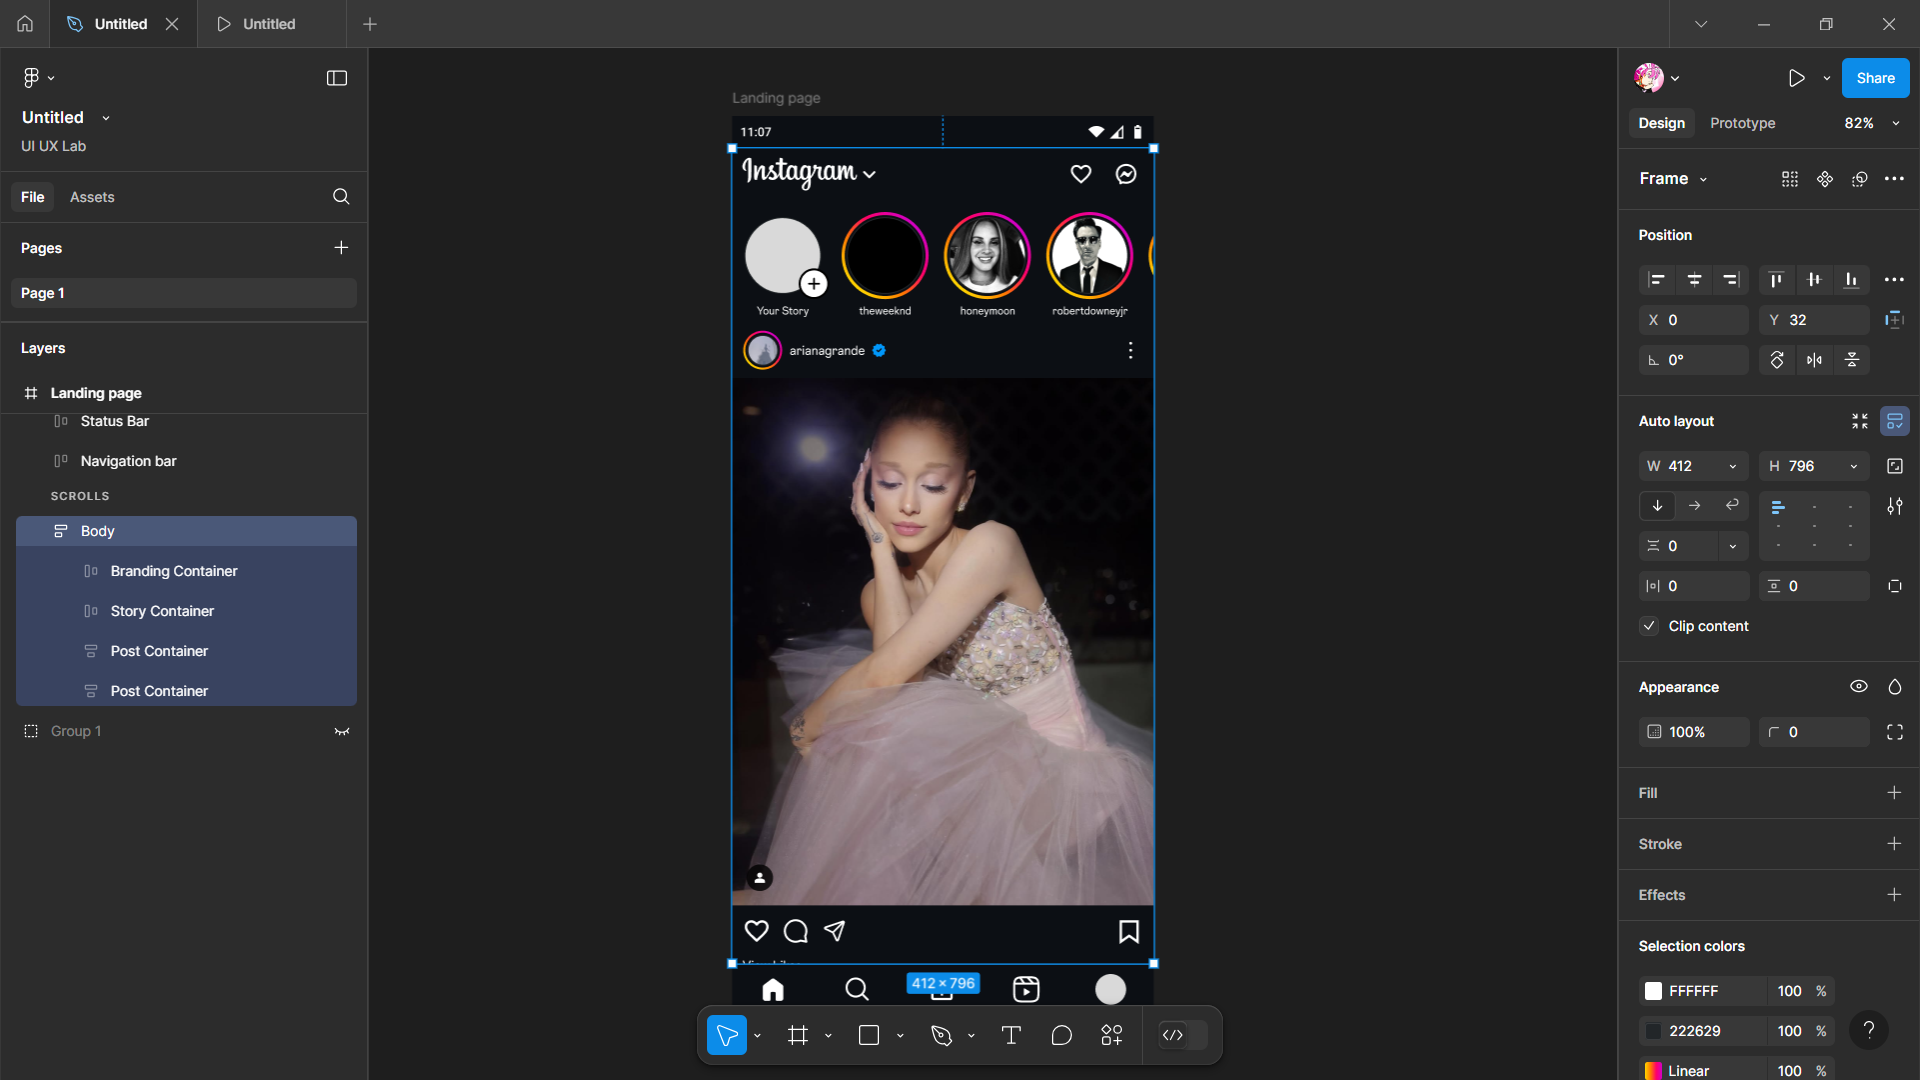 Untitled
Untitled
Untitled
UI UX Lab
File
Assets
Pages
Page 1
Layers
Landing page
Status Bar
Navigation bar
SCROLLS
Body
Branding Container
Story Container
Post Container
Post Container
Group 1
Landing page
11:07
Instagram
Your Story
theweeknd
honeymoon
robertdowneyjr
arianagrande
412 × 796
Share
Design
Prototype
82%
Frame
Position
X 0
Y 32
0°
Auto layout
W 412
H 796
0
0
0
Clip content
Appearance
100%
0
Fill
Stroke
Effects
Selection colors
FFFFFF 100 %
222629 100 %
Linear 100 %
?